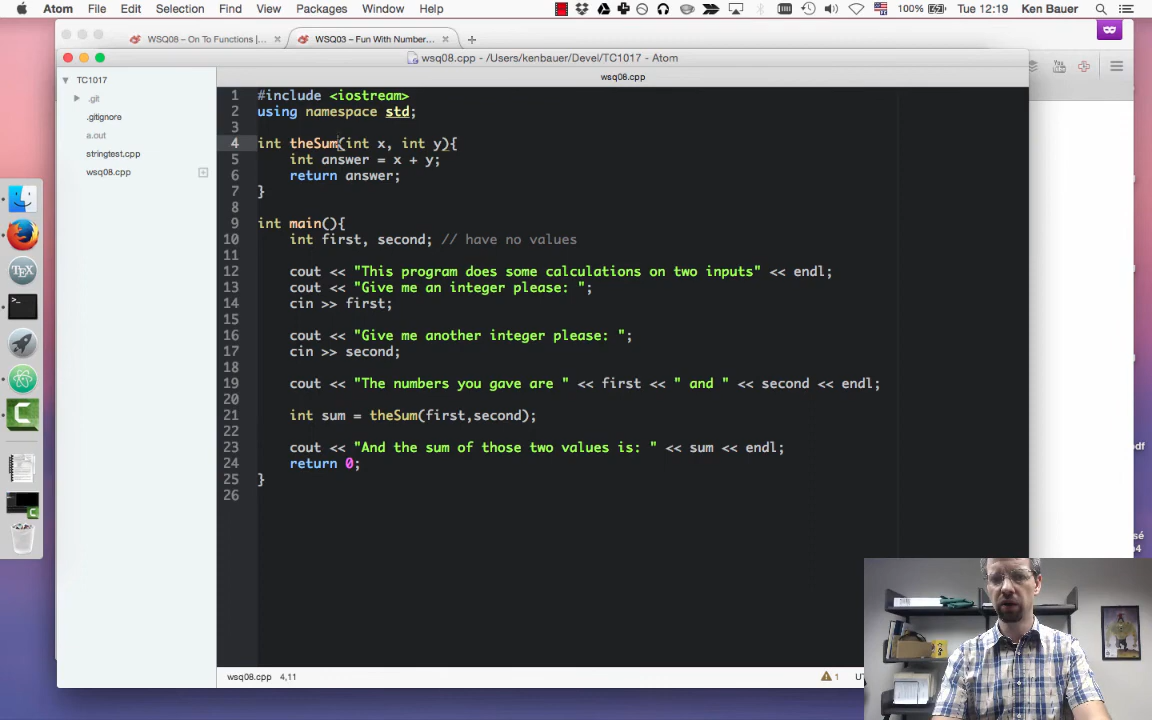 Atom File Edit Selection Find View Packages Window Help 100% Tue 12:19 Ken Bauer
WSQ08 – On To Functions |... WSQ03 – Fun With Number...
wsq08.cpp - /Users/kenbauer/Devel/TC1017 - Atom
TC1017
.git
.gitignore
a.out
stringtest.cpp
wsq08.cpp
wsq08.cpp
1 #include <iostream>
2 using namespace std;
3
4 int theSum(int x, int y){
5 int answer = x + y;
6 return answer;
7 }
8
9 int main(){
10 int first, second; // have no values
11
12 cout << "This program does some calculations on two inputs" << endl;
13 cout << "Give me an integer please: ";
14 cin >> first;
15
16 cout << "Give me another integer please: ";
17 cin >> second;
18
19 cout << "The numbers you gave are " << first << " and " << second << endl;
20
21 int sum = theSum(first,second);
22
23 cout << "And the sum of those two values is: " << sum << endl;
24 return 0;
25 }
26
wsq08.cpp 4,11 1